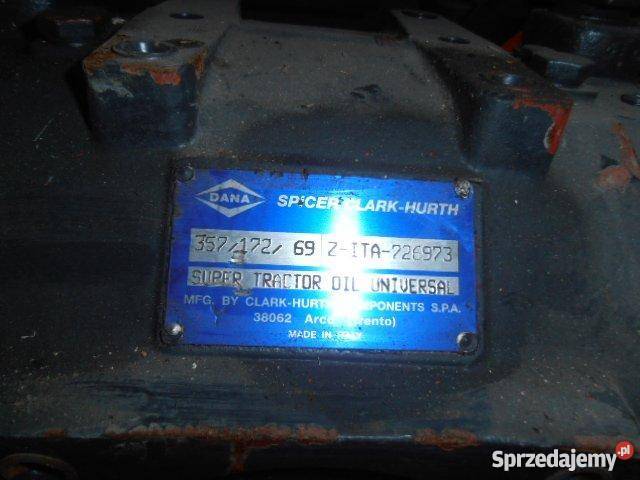 DANA SPICER CLARK-HURTH
357/172/ 69 Z-ITA-726973
SUPER TRACTOR OIL UNIVERSAL
MFG. BY CLARK-HURTH COMPONENTS S.P.A.
38062 Arco (Trento)
MADE IN ITALY
Sprzedajemy.pl